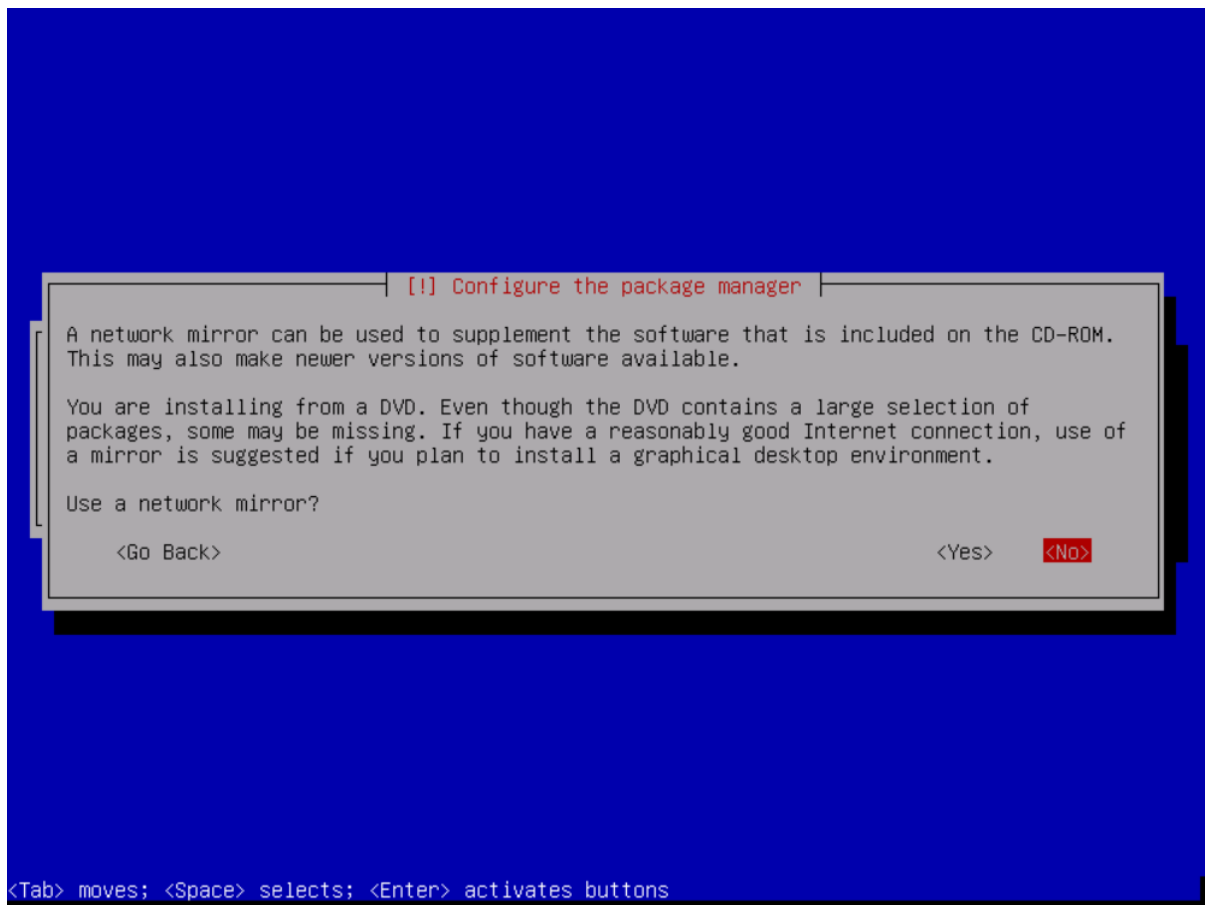 [!] Configure the package manager
A network mirror can be used to supplement the software that is included on the CD-ROM.
This may also make newer versions of software available.
You are installing from a DVD. Even though the DVD contains a large selection of
packages, some may be missing. If you have a reasonably good Internet connection, use of
a mirror is suggested if you plan to install a graphical desktop environment.
Use a network mirror?
<Go Back> <Yes> <No>
<Tab> moves; <Space> selects; <Enter> activates buttons